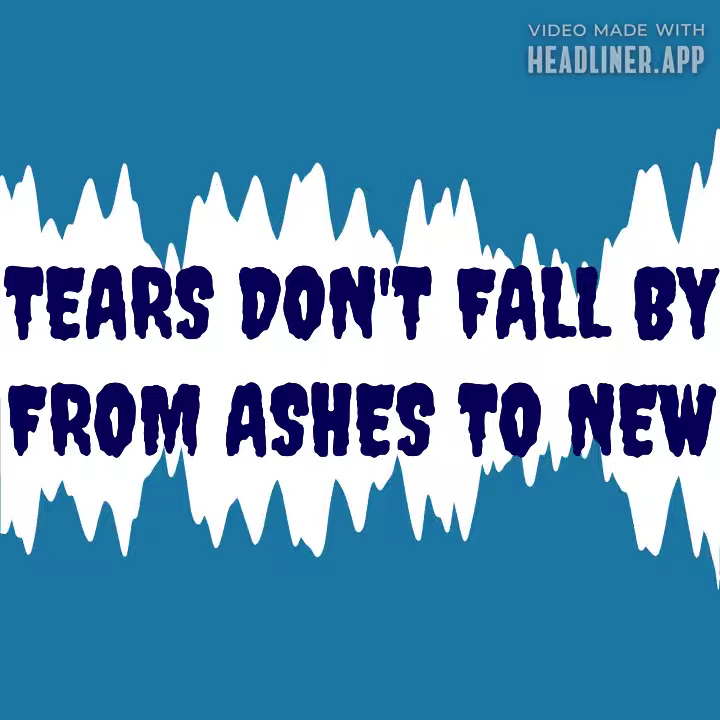 VIDEO MADE WITH
HEADLINER.APP
TEARS DON'T FALL BY
FROM ASHES TO NEW